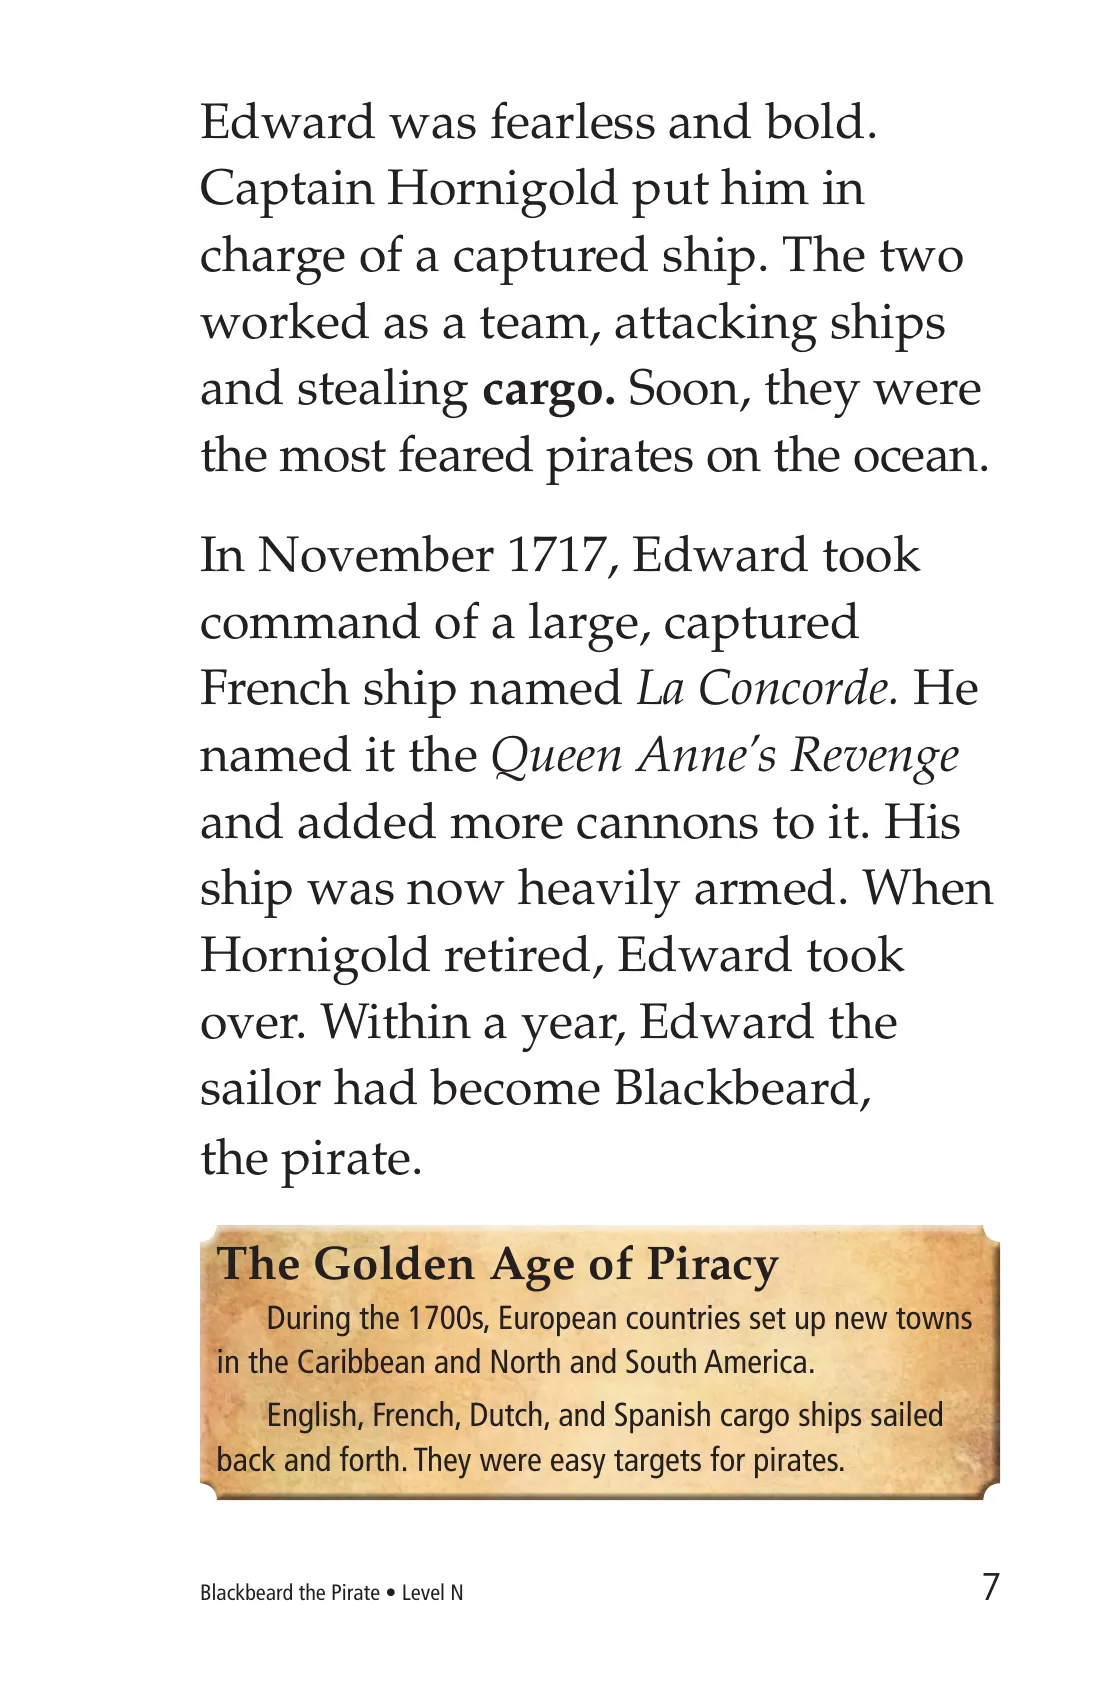 Edward was fearless and bold.
Captain Hornigold put him in
charge of a captured ship. The two
worked as a team, attacking ships
and stealing cargo. Soon, they were
the most feared pirates on the ocean.
In November 1717, Edward took
command of a large, captured
French ship named La Concorde. He
named it the Queen Anne’s Revenge
and added more cannons to it. His
ship was now heavily armed. When
Hornigold retired, Edward took
over. Within a year, Edward the
sailor had become Blackbeard,
the pirate.
The Golden Age of Piracy
During the 1700s, European countries set up new towns
in the Caribbean and North and South America.
English, French, Dutch, and Spanish cargo ships sailed
back and forth. They were easy targets for pirates.
Blackbeard the Pirate • Level N
7